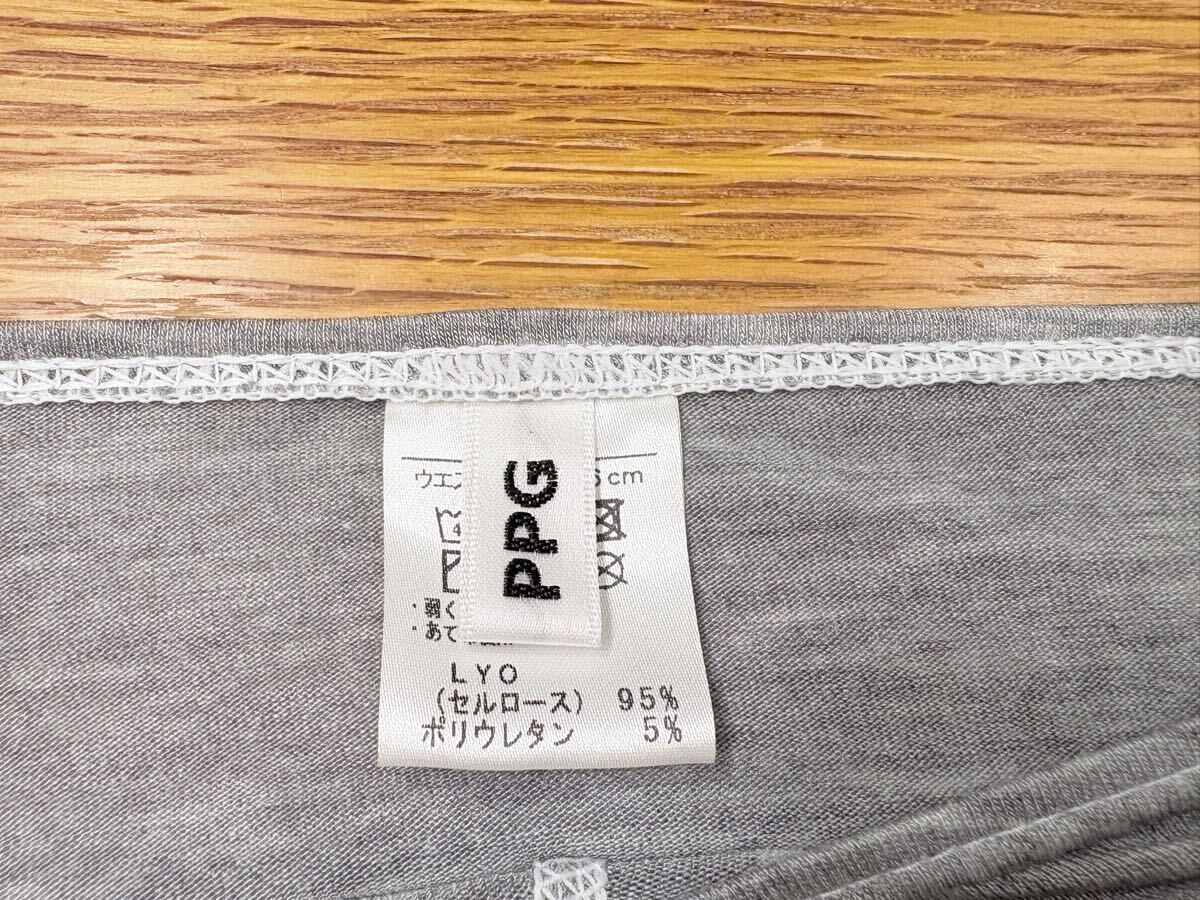 PPG
ウエス 6cm
・弱く
・あて
LYO
(セルロース) 95%
ポリウレタン 5%